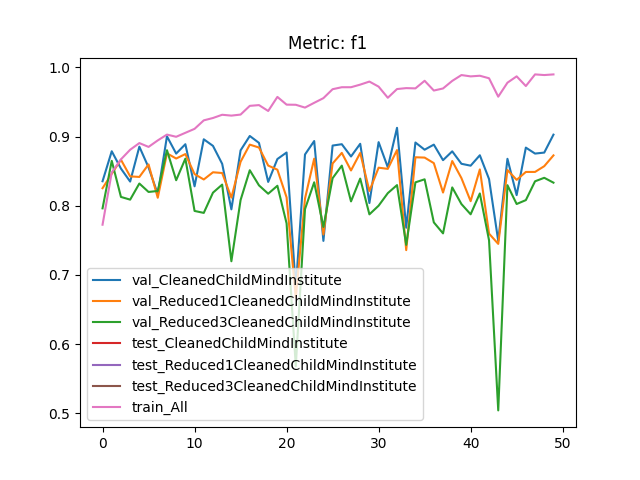 Metric: f1
1.0
0.9
0.8
0.7
0.6
0.5
val_CleanedChildMindInstitute
val_Reduced1CleanedChildMindInstitute
val_Reduced3CleanedChildMindInstitute
test_CleanedChildMindInstitute
test_Reduced1CleanedChildMindInstitute
test_Reduced3CleanedChildMindInstitute
train_All
0 10 20 30 40 50